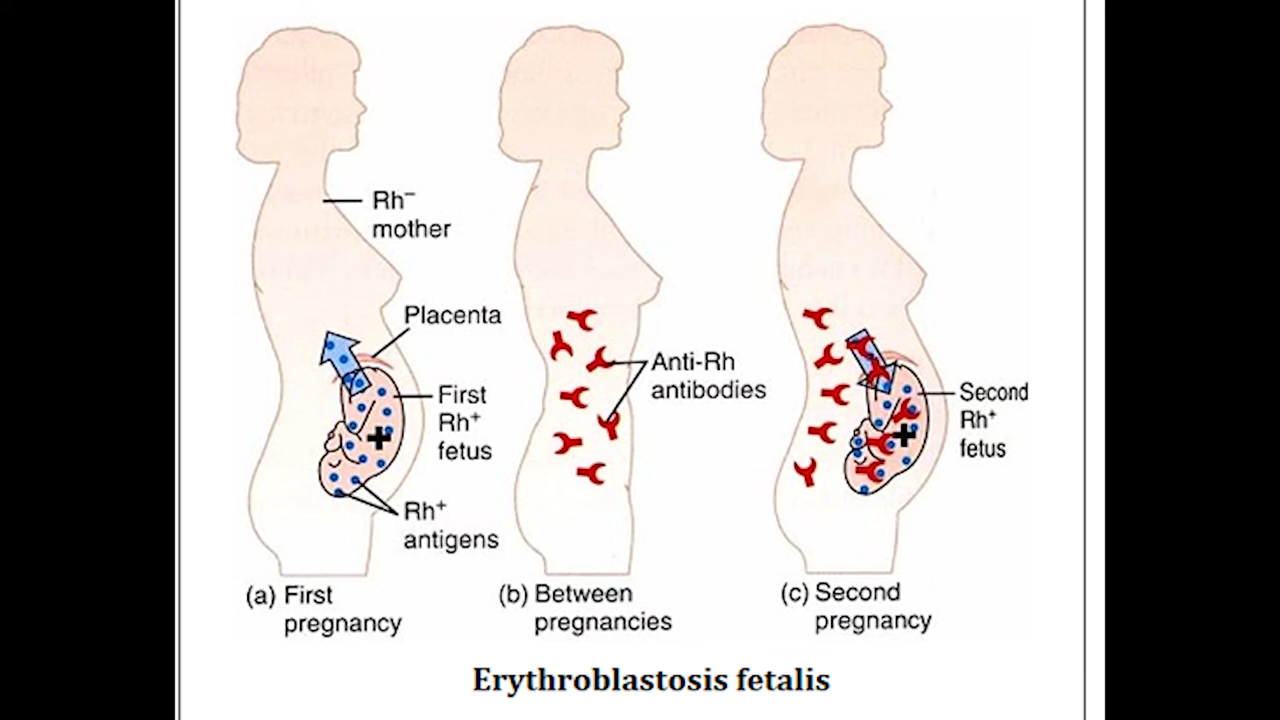 Rh⁻
mother
Placenta
First
Rh⁺
fetus
Rh⁺
antigens
(a) First
pregnancy
Anti-Rh
antibodies
(b) Between
pregnancies
Second
Rh⁺
fetus
(c) Second
pregnancy
Erythroblastosis fetalis